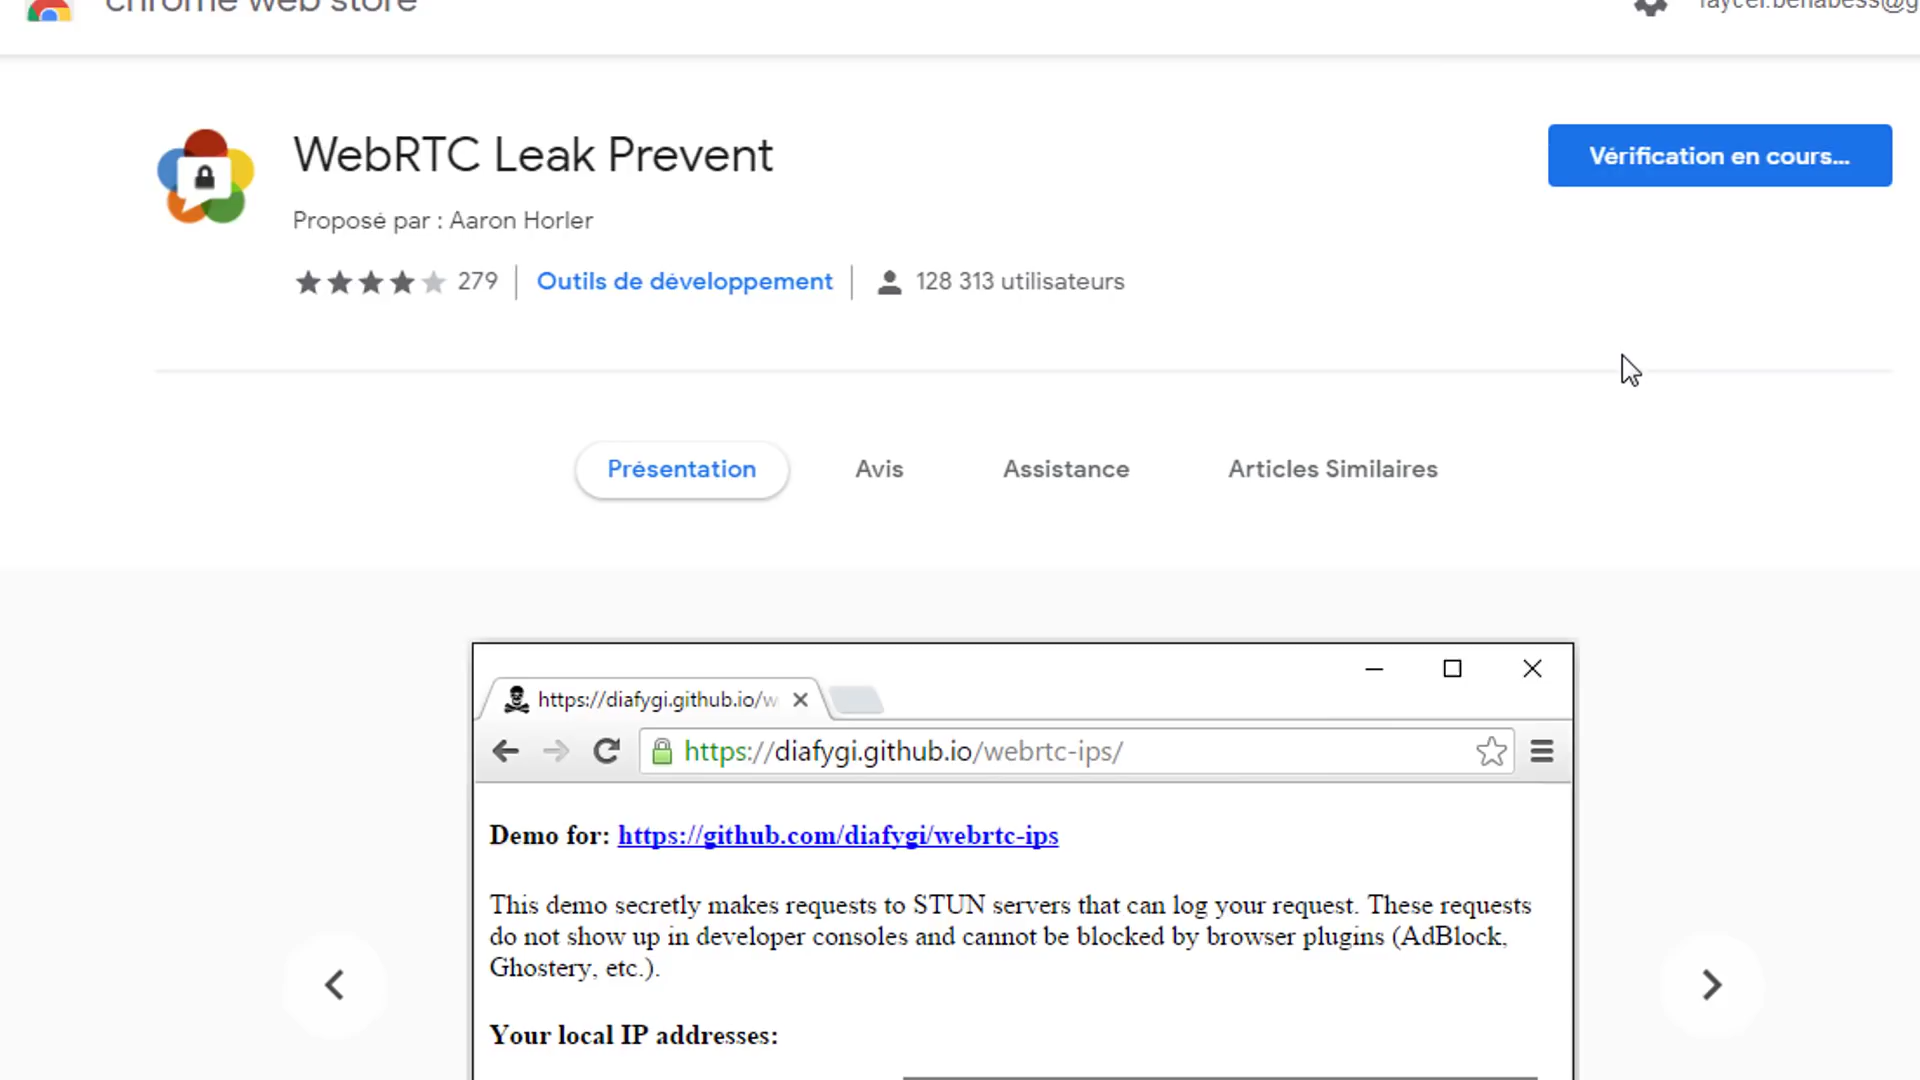 chrome web store
WebRTC Leak Prevent
Vérification en cours...
Proposé par : Aaron Horler
279
Outils de développement
128 313 utilisateurs
Présentation
Avis
Assistance
Articles Similaires
https://diafygi.github.io/w
https://diafygi.github.io/webrtc-ips/
Demo for: https://github.com/diafygi/webrtc-ips
This demo secretly makes requests to STUN servers that can log your request. These requests
do not show up in developer consoles and cannot be blocked by browser plugins (AdBlock,
Ghostery, etc.).
Your local IP addresses: